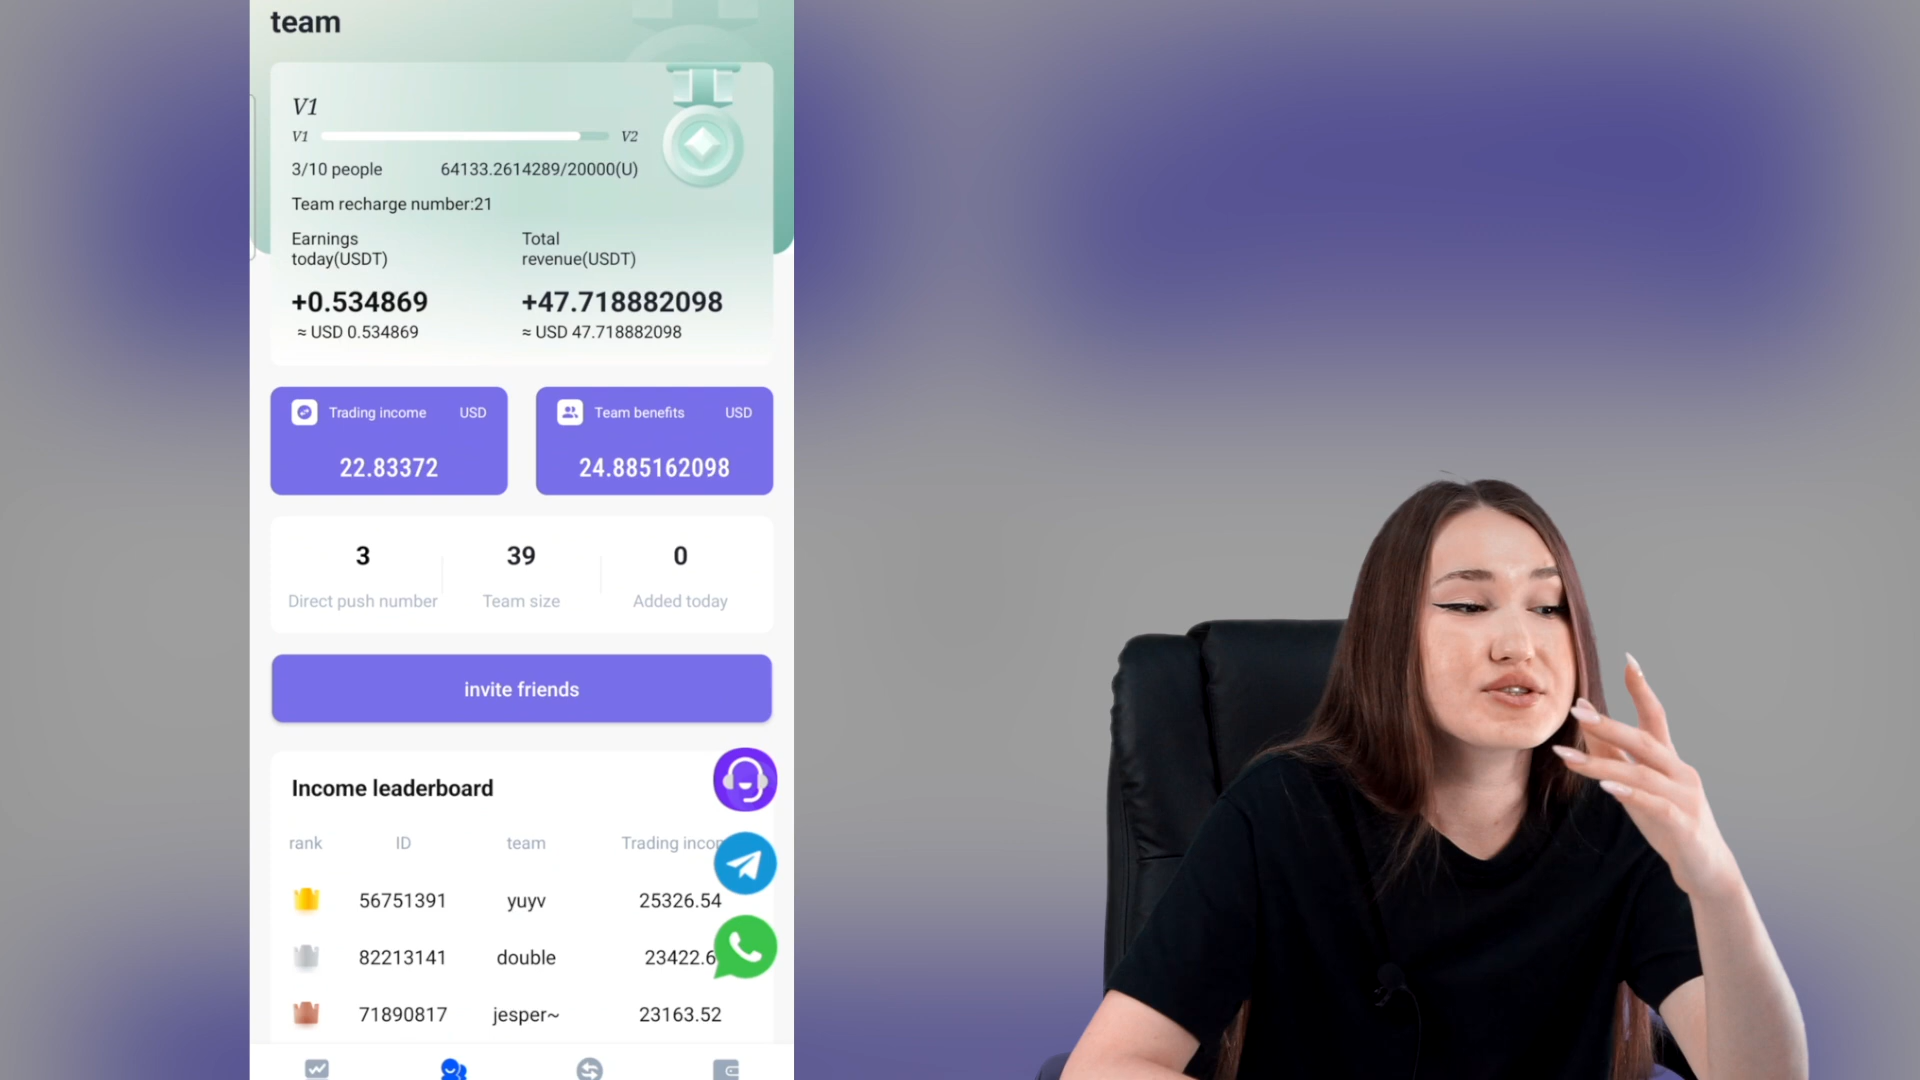 team
V1
V1 V2
3/10 people 64133.2614289/20000(U)
Team recharge number:21
Earnings today(USDT)
Total revenue(USDT)
+0.534869 +47.718882098
≈ USD 0.534869 ≈ USD 47.718882098
Trading income USD
22.83372
Team benefits USD
24.885162098
3 39 0
Direct push number Team size Added today
invite friends
Income leaderboard
rank ID team Trading
56751391 yuyv 25326.54
82213141 double 23422.6
71890817 jesper~ 23163.52